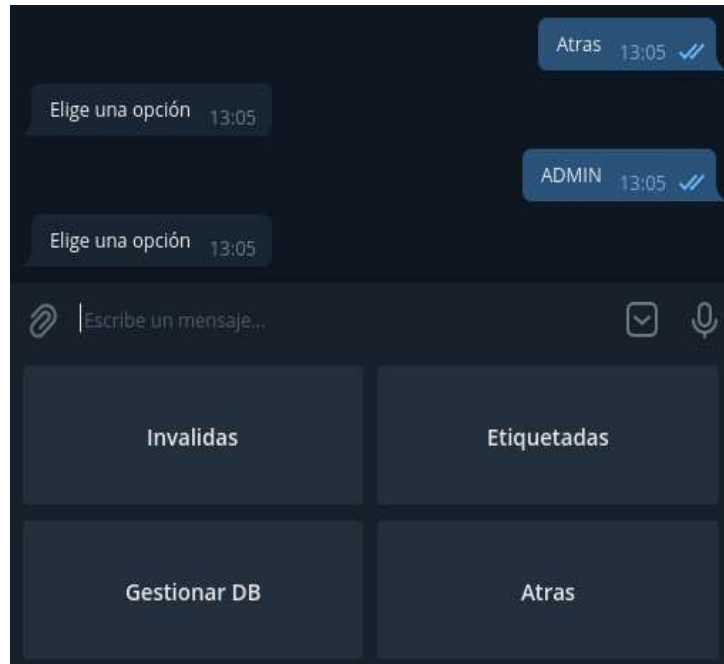 Atras 13:05
Elige una opción 13:05
ADMIN 13:05
Elige una opción 13:05
Escribe un mensaje...
Invalidas Etiquetadas
Gestionar DB Atras